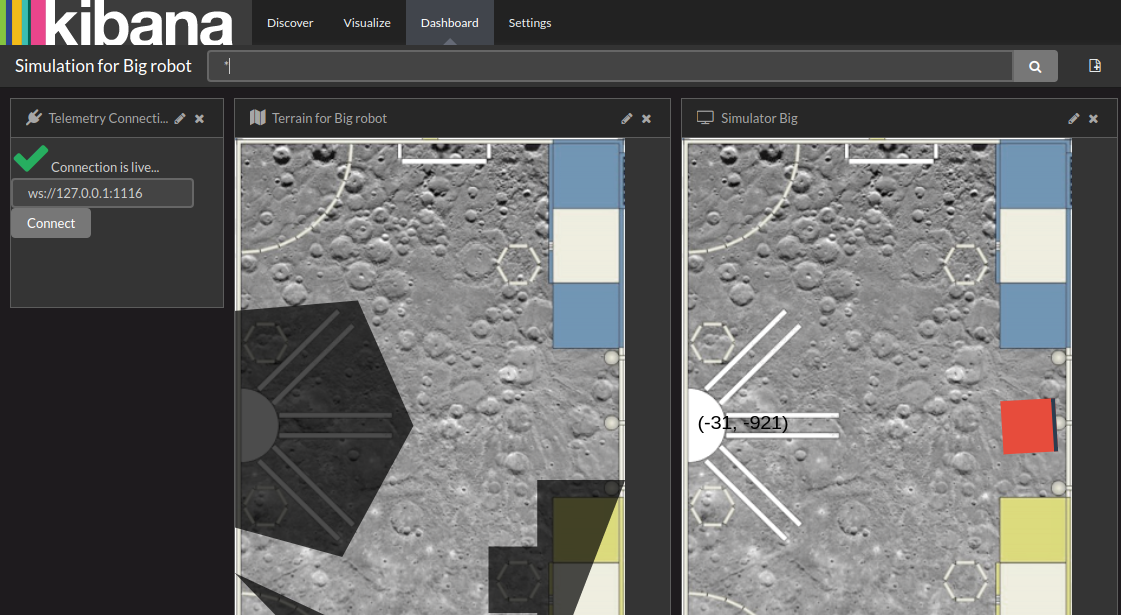 kibana
Discover
Visualize
Dashboard
Settings
Simulation for Big robot
*
Telemetry Connecti...
Terrain for Big robot
Simulator Big
Connection is live...
ws://127.0.0.1:1116
Connect
(-31, -921)